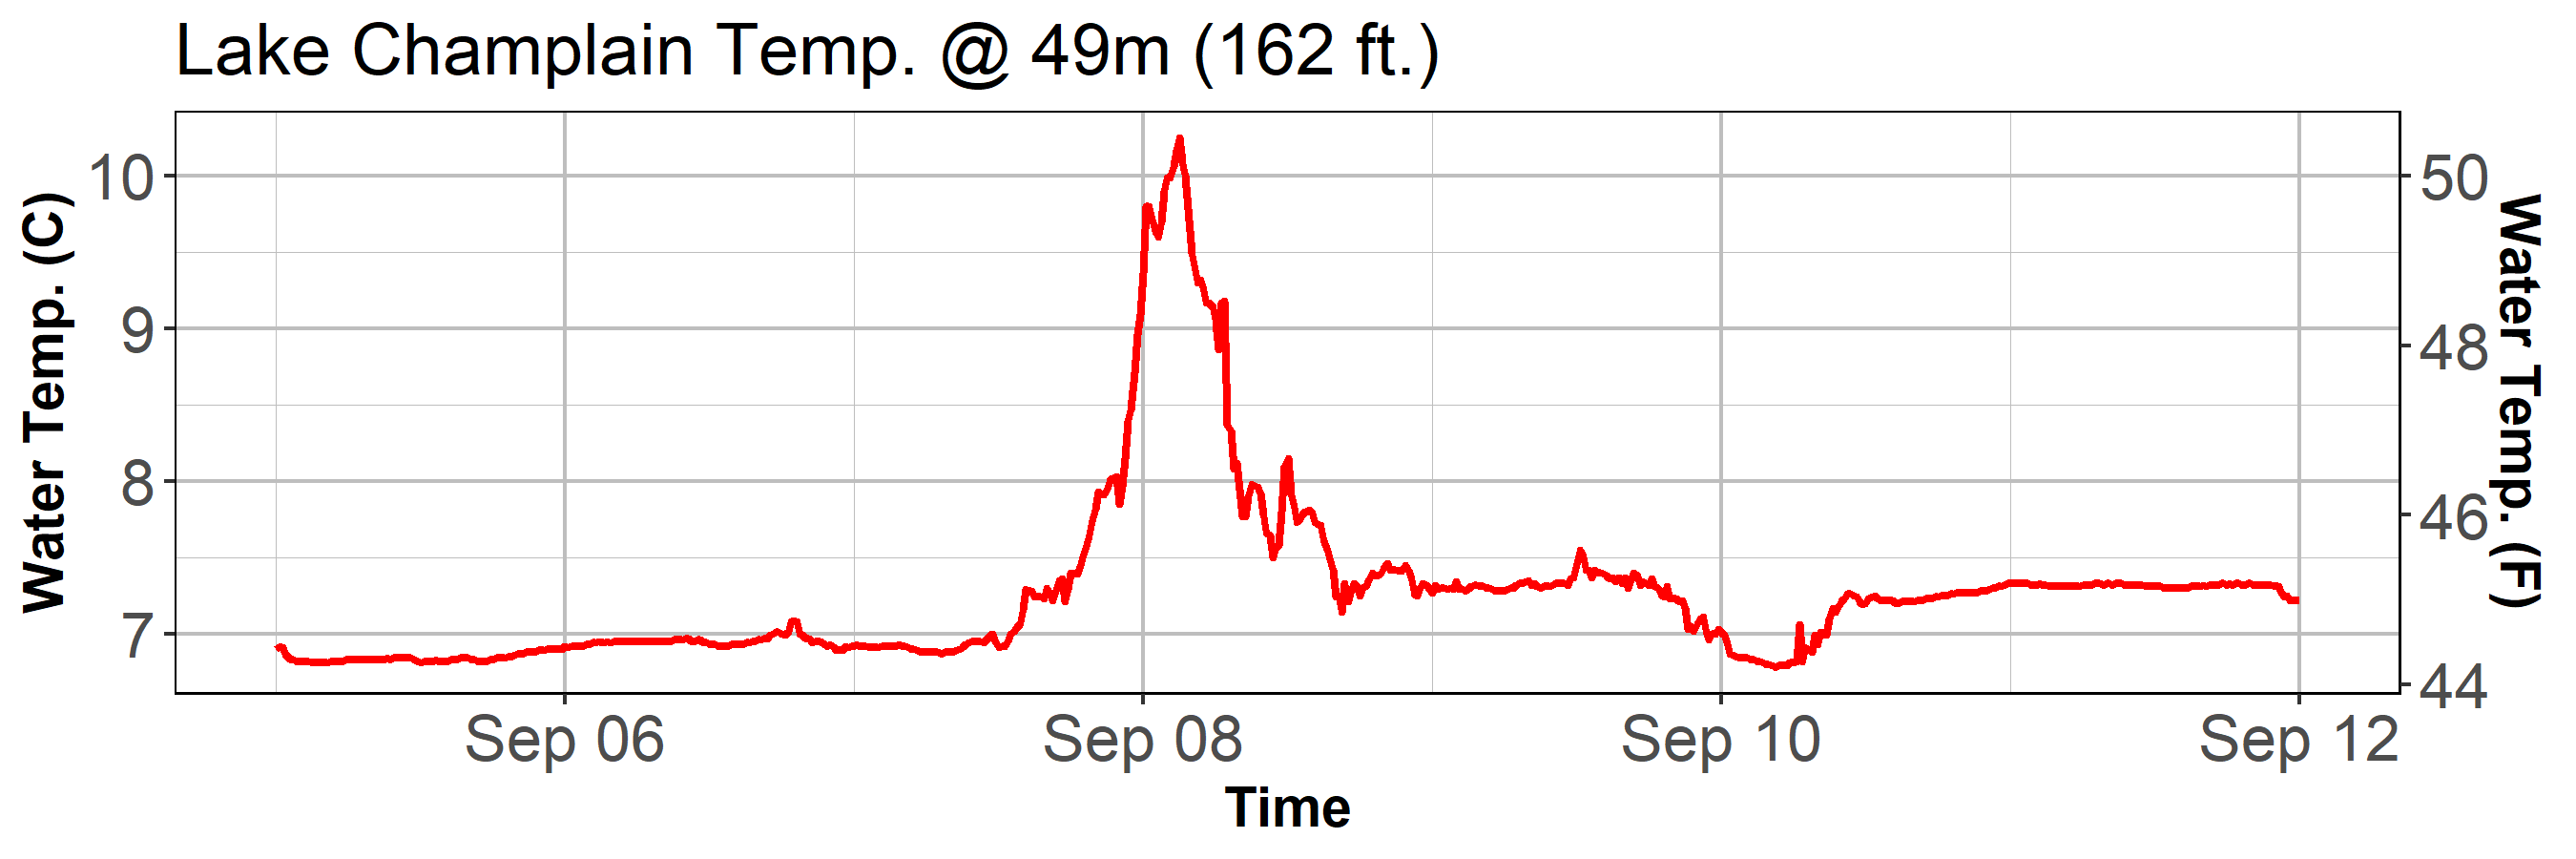 Lake Champlain Temp. @ 49m (162 ft.)
Water Temp. (C)
10
9
8
7
50
48
46
44
Water Temp. (F)
Sep 06
Sep 08
Sep 10
Sep 12
Time